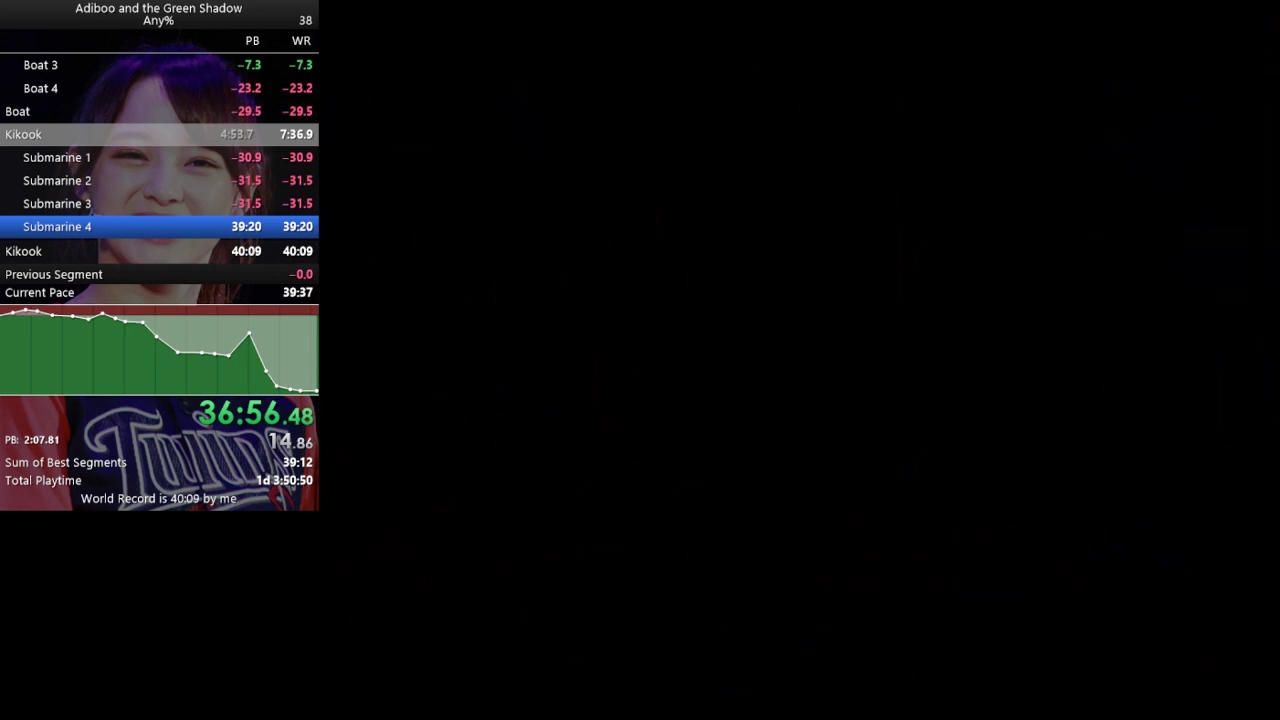 Adiboo and the Green Shadow
Any% 38
PB WR
Boat 3 −7.3 −7.3
Boat 4 −23.2 −23.2
Boat −29.5 −29.5
Kikook 4:53.7 7:36.9
Submarine 1 −30.9 −30.9
Submarine 2 −31.5 −31.5
Submarine 3 −31.5 −31.5
Submarine 4 39:20 39:20
Kikook 40:09 40:09
Previous Segment −0.0
Current Pace 39:37
36:56.48
PB: 2:07.81 14.86
Sum of Best Segments 39:12
Total Playtime 1d 3:50:50
World Record is 40:09 by me